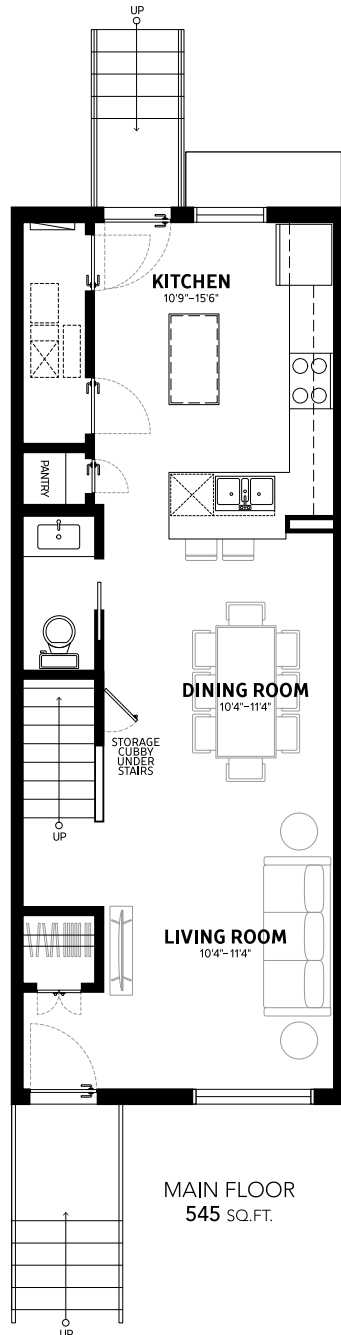 UP
KITCHEN
10'9"–15'6"
PANTRY
DINING ROOM
10'4"–11'4"
STORAGE
CUBBY
UNDER
STAIRS
UP
LIVING ROOM
10'4"–11'4"
MAIN FLOOR
545 SQ.FT.
UP